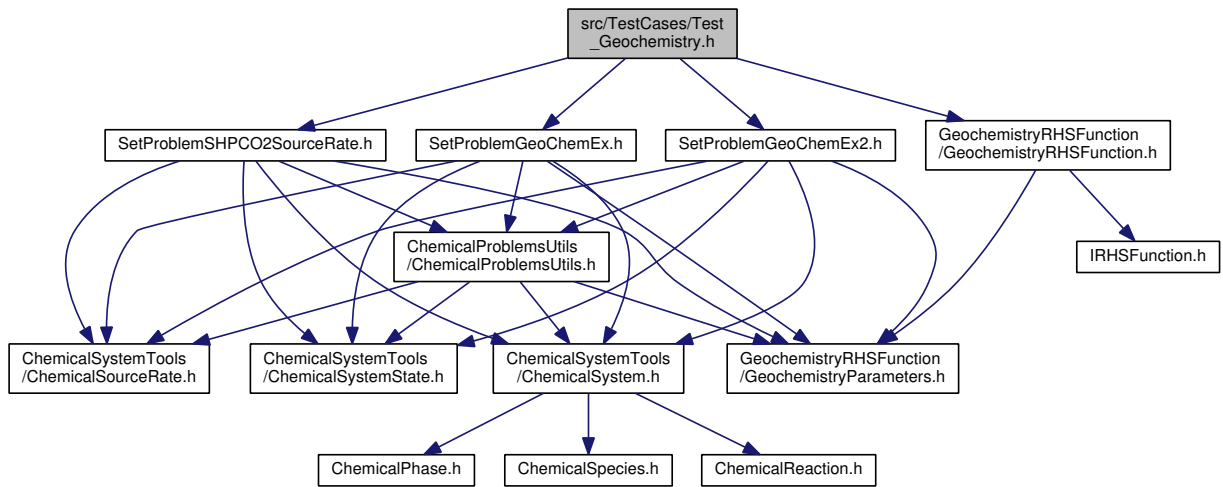 src/TestCases/Test
_Geochemistry.h
SetProblemSHPCO2SourceRate.h
SetProblemGeoChemEx.h
SetProblemGeoChemEx2.h
GeochemistryRHSFunction
/GeochemistryRHSFunction.h
ChemicalProblemsUtils
/ChemicalProblemsUtils.h
IRHSFunction.h
ChemicalSystemTools
/ChemicalSourceRate.h
ChemicalSystemTools
/ChemicalSystemState.h
ChemicalSystemTools
/ChemicalSystem.h
GeochemistryRHSFunction
/GeochemistryParameters.h
ChemicalPhase.h
ChemicalSpecies.h
ChemicalReaction.h